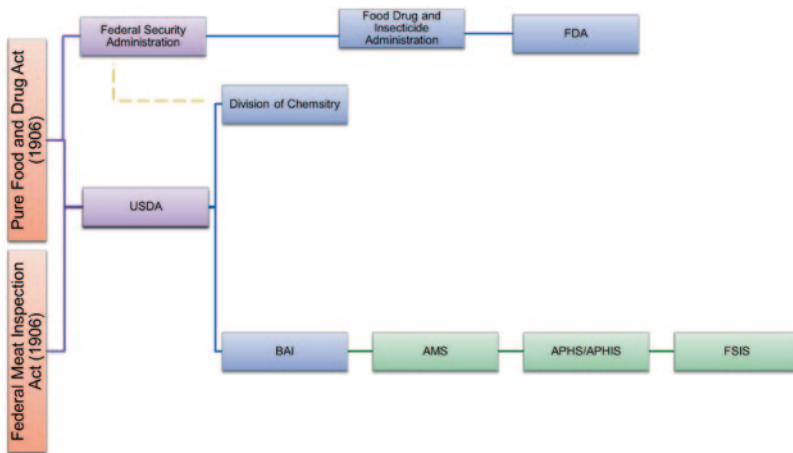 Federal Security
Administration
Food Drug and
Insecticide
Administration
FDA
Pure Food and Drug Act
(1906)
Division of Chemsitry
USDA
Federal Meat Inspection
Act (1906)
BAI
AMS
APHS/APHIS
FSIS